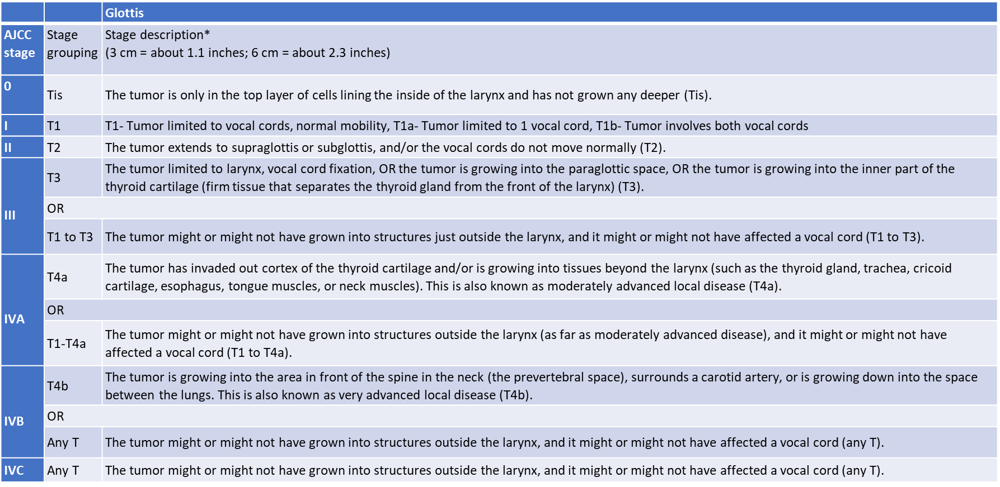 Glottis
AJCC stage
Stage grouping
Stage description*
(3 cm = about 1.1 inches; 6 cm = about 2.3 inches)
0
Tis
The tumor is only in the top layer of cells lining the inside of the larynx and has not grown any deeper (Tis).
I
T1
T1- Tumor limited to vocal cords, normal mobility, T1a- Tumor limited to 1 vocal cord, T1b- Tumor involves both vocal cords
II
T2
The tumor extends to supraglottis or subglottis, and/or the vocal cords do not move normally (T2).
III
T3
The tumor limited to larynx, vocal cord fixation, OR the tumor is growing into the paraglottic space, OR the tumor is growing into the inner part of the
thyroid cartilage (firm tissue that separates the thyroid gland from the front of the larynx) (T3).
OR
T1 to T3
The tumor might or might not have grown into structures just outside the larynx, and it might or might not have affected a vocal cord (T1 to T3).
IVA
T4a
The tumor has invaded out cortex of the thyroid cartilage and/or is growing into tissues beyond the larynx (such as the thyroid gland, trachea, cricoid
cartilage, esophagus, tongue muscles, or neck muscles). This is also known as moderately advanced local disease (T4a).
OR
T1-T4a
The tumor might or might not have grown into structures outside the larynx (as far as moderately advanced disease), and it might or might not have
affected a vocal cord (T1 to T4a).
IVB
T4b
The tumor is growing into the area in front of the spine in the neck (the prevertebral space), surrounds a carotid artery, or is growing down into the space
between the lungs. This is also known as very advanced local disease (T4b).
OR
Any T
The tumor might or might not have grown into structures outside the larynx, and it might or might not have affected a vocal cord (any T).
IVC
Any T
The tumor might or might not have grown into structures outside the larynx, and it might or might not have affected a vocal cord (any T).